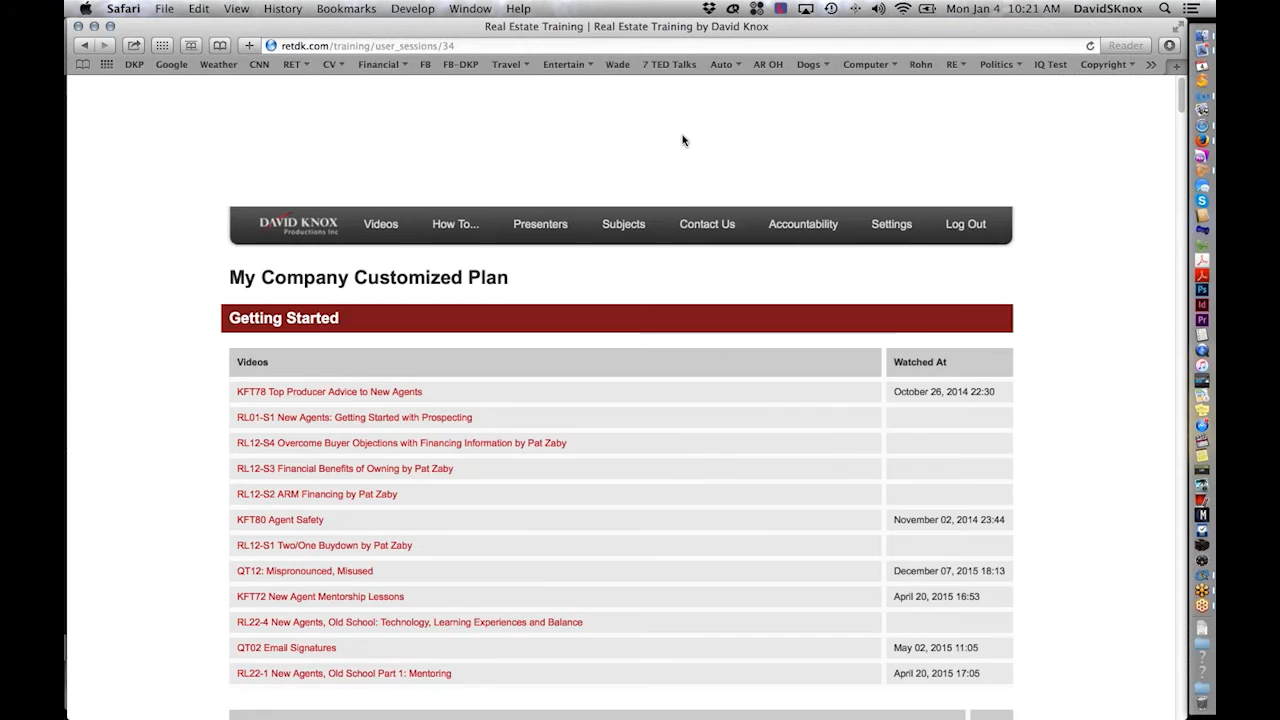 Safari File Edit View History Bookmarks Develop Window Help Mon Jan 4 10:21 AM DavidSKnox
Real Estate Training | Real Estate Training by David Knox
retdk.com/training/user_sessions/34 Reader
DKP Google Weather CNN RET CV Financial FB FB-DKP Travel Entertain Wade 7 TED Talks Auto AR OH Dogs Computer Rohn RE Politics IQ Test Copyright
DAVID KNOX Productions Inc Videos How To... Presenters Subjects Contact Us Accountability Settings Log Out
My Company Customized Plan
Getting Started
Videos Watched At
KFT78 Top Producer Advice to New Agents October 26, 2014 22:30
RL01-S1 New Agents: Getting Started with Prospecting
RL12-S4 Overcome Buyer Objections with Financing Information by Pat Zaby
RL12-S3 Financial Benefits of Owning by Pat Zaby
RL12-S2 ARM Financing by Pat Zaby
KFT80 Agent Safety November 02, 2014 23:44
RL12-S1 Two/One Buydown by Pat Zaby
QT12: Mispronounced, Misused December 07, 2015 18:13
KFT72 New Agent Mentorship Lessons April 20, 2015 16:53
RL22-4 New Agents, Old School: Technology, Learning Experiences and Balance
QT02 Email Signatures May 02, 2015 11:05
RL22-1 New Agents, Old School Part 1: Mentoring April 20, 2015 17:05